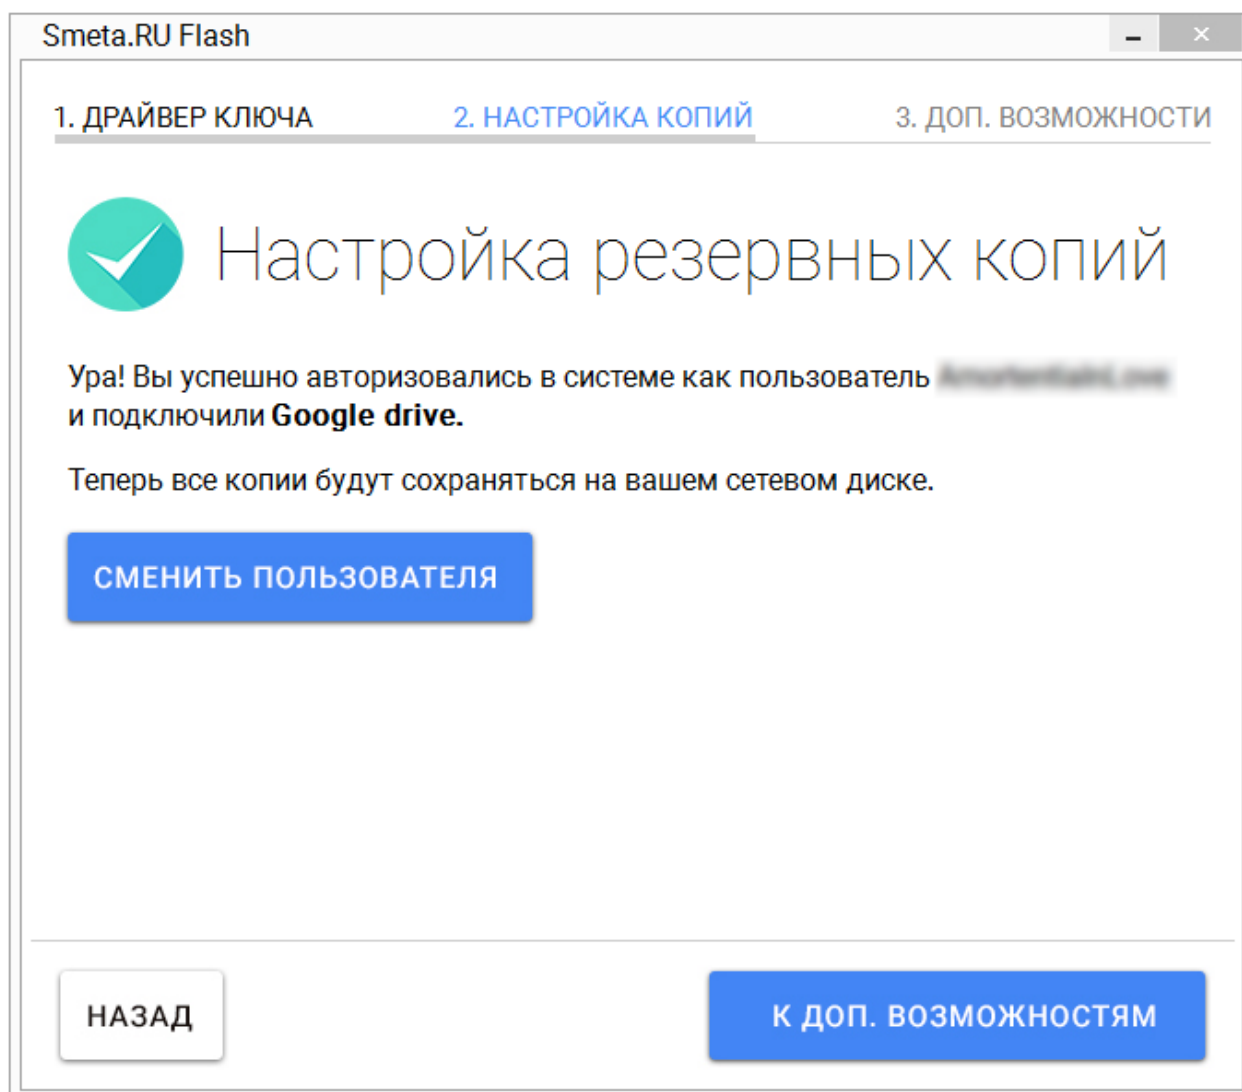 Smeta.RU Flash
1. ДРАЙВЕР КЛЮЧА
2. НАСТРОЙКА КОПИЙ
3. ДОП. ВОЗМОЖНОСТИ
Настройка резервных копий
Ура! Вы успешно авторизовались в системе как пользователь
и подключили Google drive.
Теперь все копии будут сохраняться на вашем сетевом диске.
СМЕНИТЬ ПОЛЬЗОВАТЕЛЯ
НАЗАД
К ДОП. ВОЗМОЖНОСТЯМ